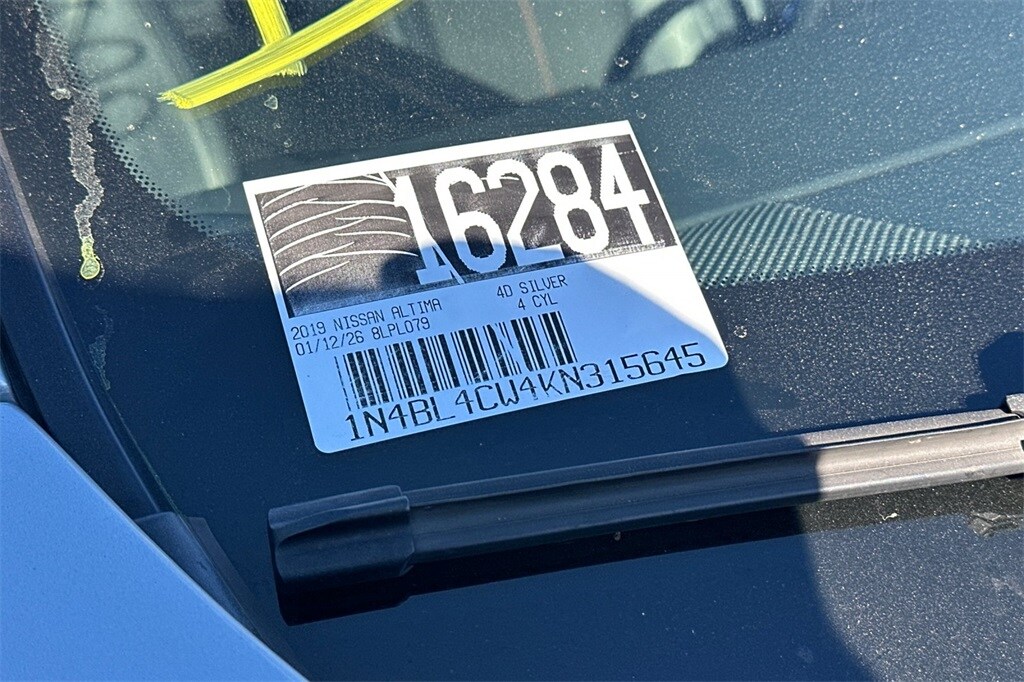 16284
2019 NISSAN ALTIMA 4D SILVER
01/12/26 8LPL079 4 CYL
1N4BL4CW4KN315645